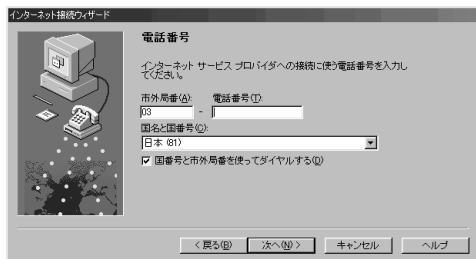 インターネット接続ウィザード
電話番号
インターネット サービス プロバイダへの接続に使う電話番号を入力し
てください。
市外局番(A): 電話番号(T):
03 -
国名と国番号(C):
日本 (81)
国番号と市外局番を使ってダイヤルする(D)
< 戻る(B) 次へ(N) > キャンセル ヘルプ